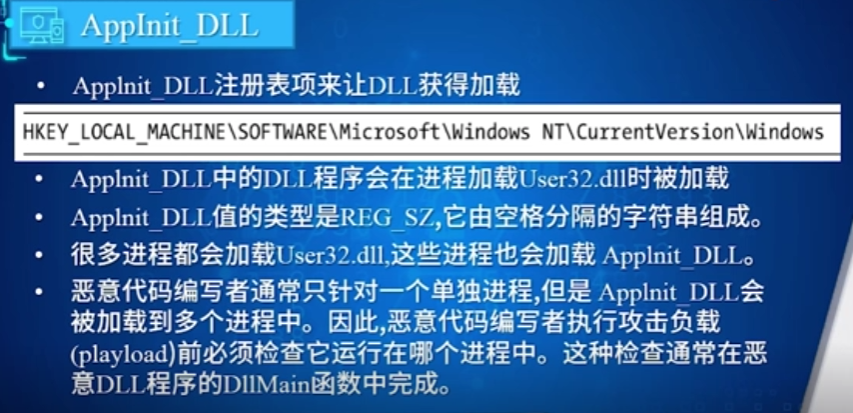 AppInit_DLL
AppInit_DLL注册表项来让DLL获得加载
HKEY_LOCAL_MACHINE\SOFTWARE\Microsoft\Windows NT\CurrentVersion\Windows
AppInit_DLL中的DLL程序会在进程加载User32.dll时被加载
AppInit_DLL值的类型是REG_SZ,它由空格分隔的字符串组成。
很多进程都会加载User32.dll,这些进程也会加载 AppInit_DLL。
恶意代码编写者通常只针对一个单独进程,但是 AppInit_DLL会
被加载到多个进程中。因此,恶意代码编写者执行攻击负载
(playload)前必须检查它运行在哪个进程中。这种检查通常在恶
意DLL程序的DllMain函数中完成。